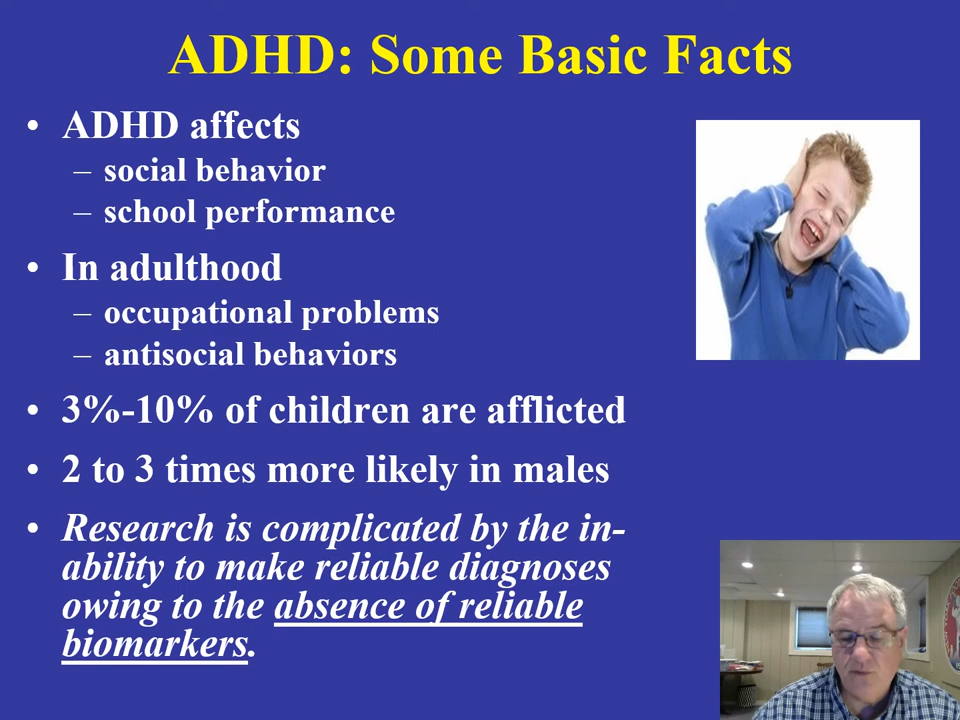 ADHD: Some Basic Facts
• ADHD affects
– social behavior
– school performance
• In adulthood
– occupational problems
– antisocial behaviors
• 3%-10% of children are afflicted
• 2 to 3 times more likely in males
• Research is complicated by the in-
ability to make reliable diagnoses
owing to the absence of reliable
biomarkers.